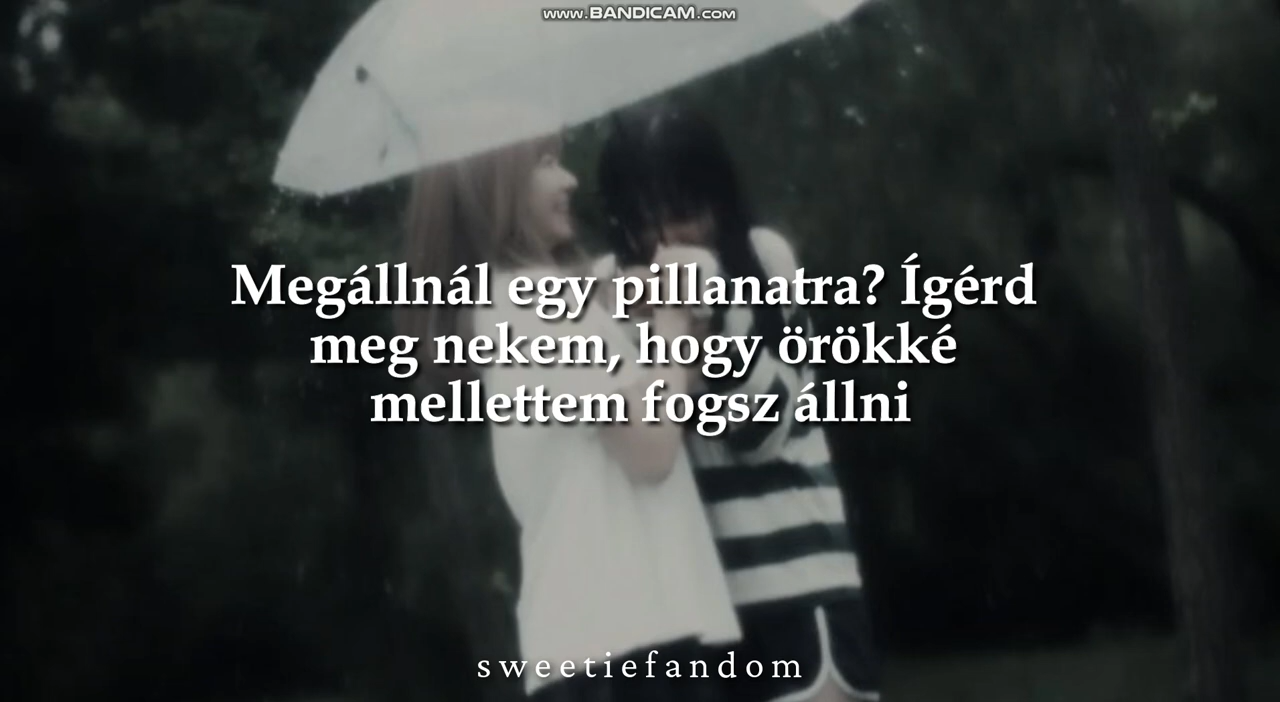 www.BANDICAM.com
Megállnál egy pillanatra? Ígérd
meg nekem, hogy örökké
mellettem fogsz állni
sweetiefandom